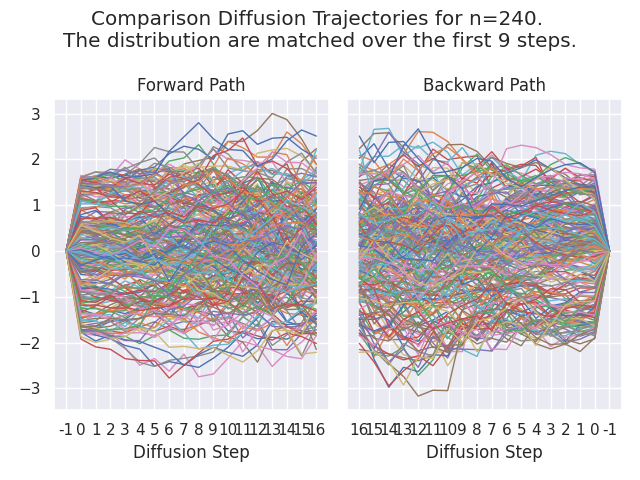 Comparison Diffusion Trajectories for n=240.
The distribution are matched over the first 9 steps.
Forward Path
Backward Path
3
2
1
0
−1
−2
−3
-1 0 1 2 3 4 5 6 7 8 9 10 11 12 13 14 15 16
16 15 14 13 12 11 10 9 8 7 6 5 4 3 2 1 0 -1
Diffusion Step
Diffusion Step